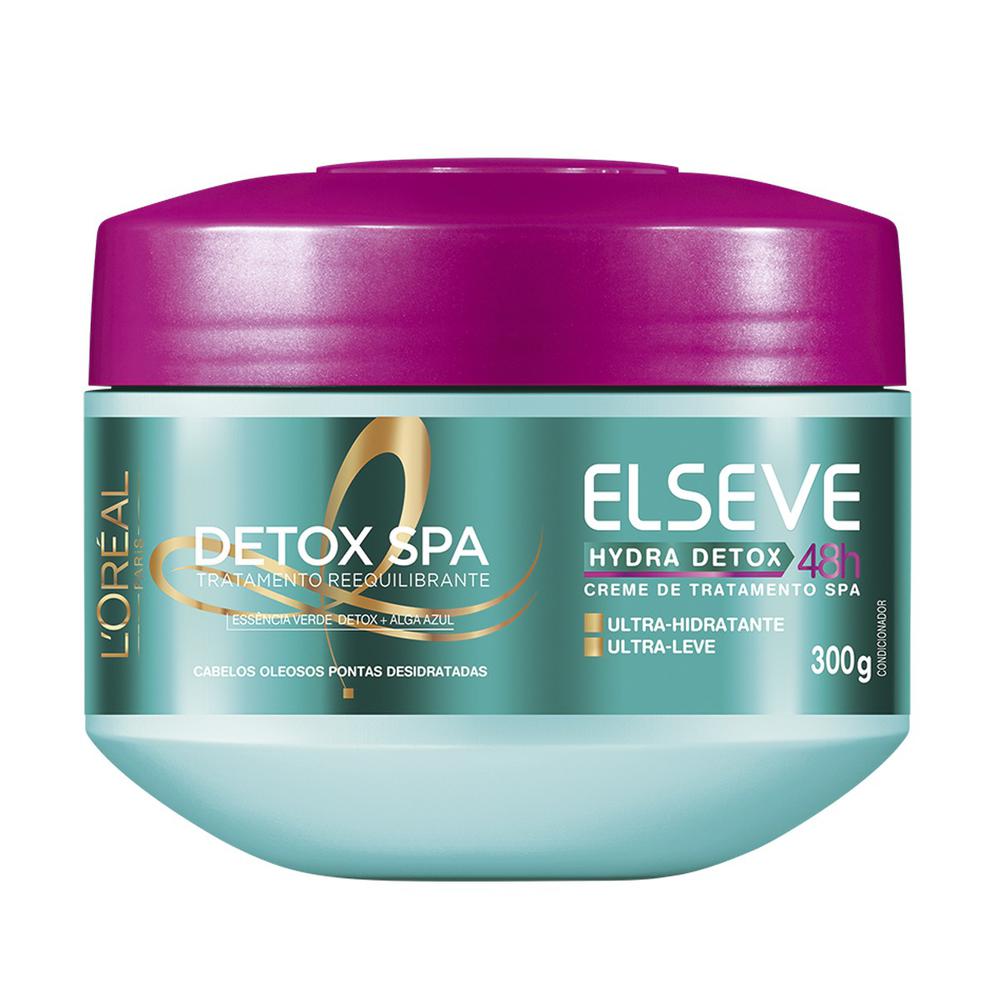 L'ORÉAL
PARIS
DETOX SPA
TRATAMENTO REEQUILIBRANTE
ESSÊNCIA VERDE DETOX + ALGA AZUL
CABELOS OLEOSOS PONTAS DESIDRATADAS
ELSEVE
HYDRA DETOX 48h
CREME DE TRATAMENTO SPA
ULTRA-HIDRATANTE
ULTRA-LEVE
300g
CONDICIONADOR